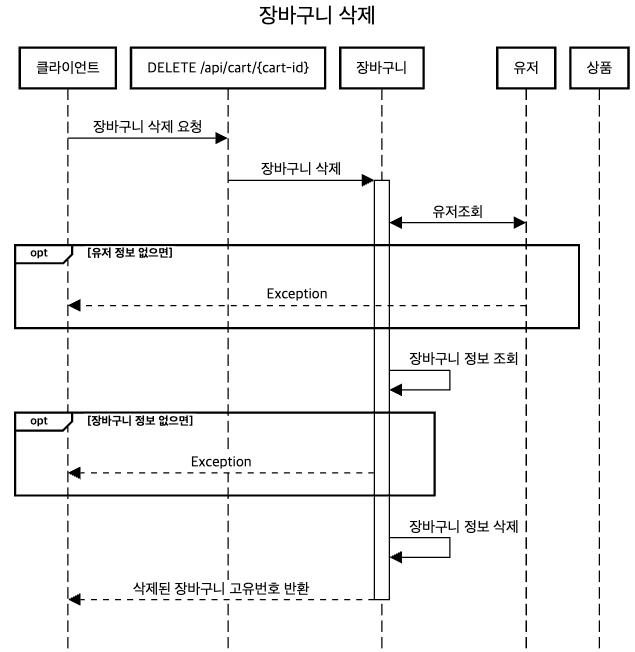 장바구니 삭제
클라이언트
DELETE /api/cart/{cart-id}
장바구니
유저
상품
장바구니 삭제 요청
장바구니 삭제
유저조회
opt
[유저 정보 없으면]
Exception
장바구니 정보 조회
opt
[장바구니 정보 없으면]
Exception
장바구니 정보 삭제
삭제된 장바구니 고유번호 반환